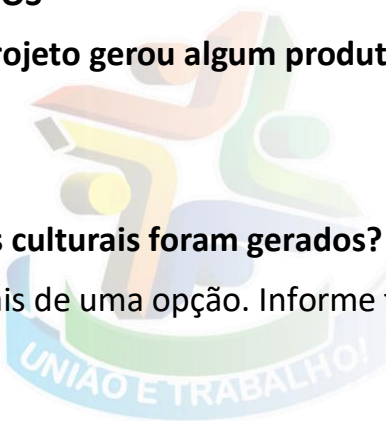 rojeto gerou algum produt
s culturais foram gerados?
is de uma opção. Informe
UNIÃO E TRABALHO!